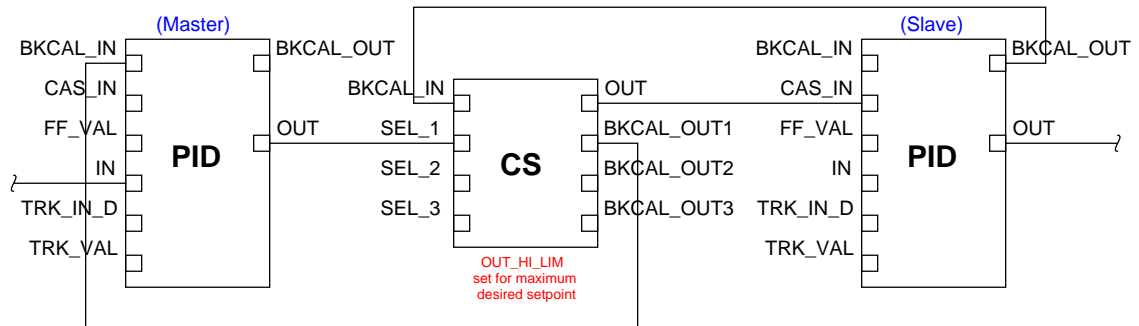 (Master)
BKCAL_IN
CAS_IN
FF_VAL
IN
TRK_IN_D
TRK_VAL
PID
BKCAL_OUT
OUT
BKCAL_IN
SEL_1
SEL_2
SEL_3
CS
OUT
BKCAL_OUT1
BKCAL_OUT2
BKCAL_OUT3
OUT_HI_LIM
set for maximum
desired setpoint
(Slave)
BKCAL_IN
CAS_IN
FF_VAL
IN
TRK_IN_D
TRK_VAL
PID
BKCAL_OUT
OUT